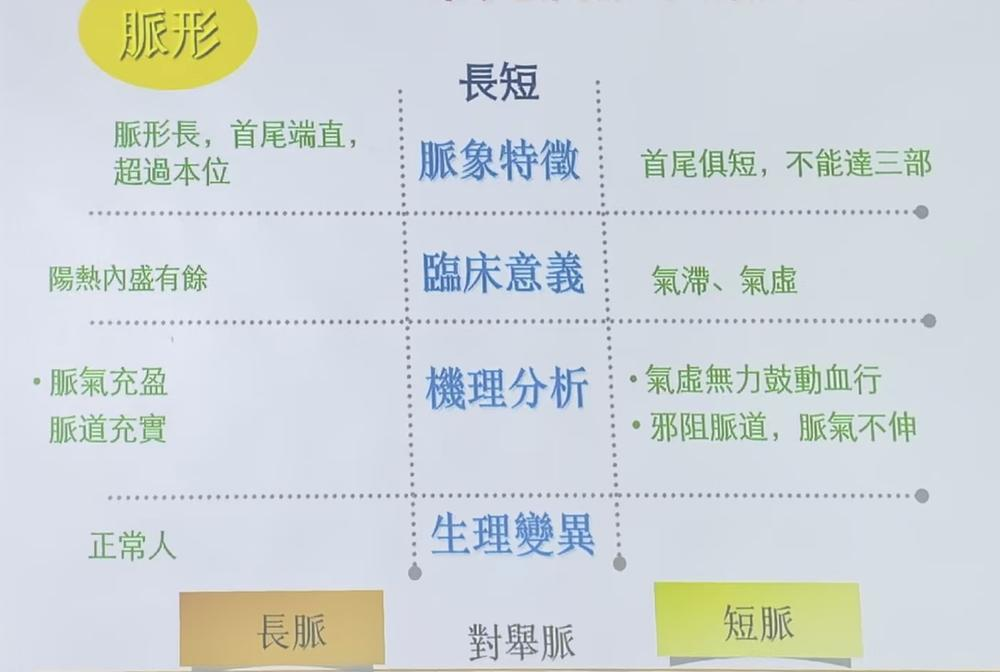 脈形
長短
脈形長，首尾端直，
超過本位
脈象特徵
首尾俱短，不能達三部
陽熱內盛有餘
臨床意義
氣滯、氣虛
•脈氣充盈
脈道充實
機理分析
•氣虛無力鼓動血行
•邪阻脈道，脈氣不伸
正常人
生理變異
長脈
對舉脈
短脈